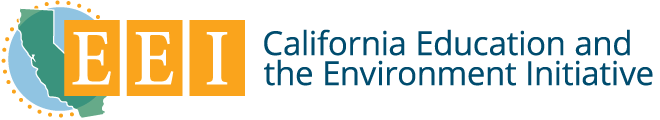 EEI
California Education and
the Environment Initiative